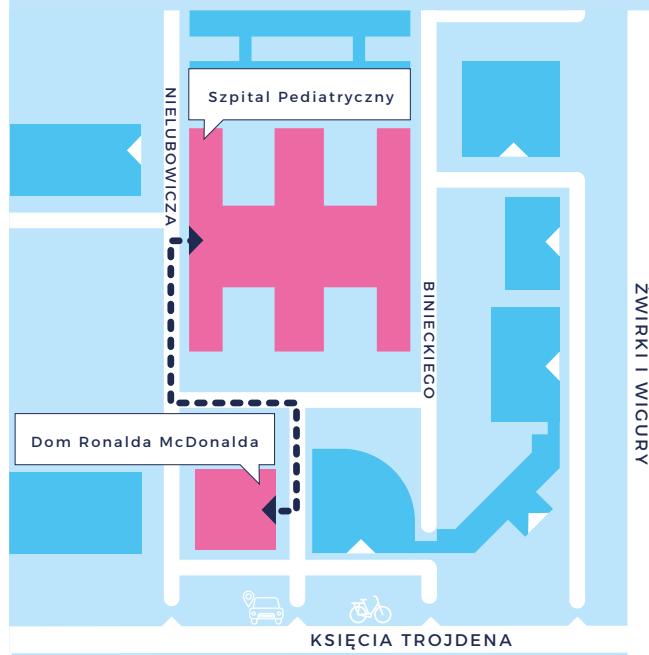 NIELUBOWICZA
Szpital Pediatryczny
BINIECKIEGO
ŻWIRKI I WIGURY
Dom Ronalda McDonalda
KSIĘCIA TROJDENA